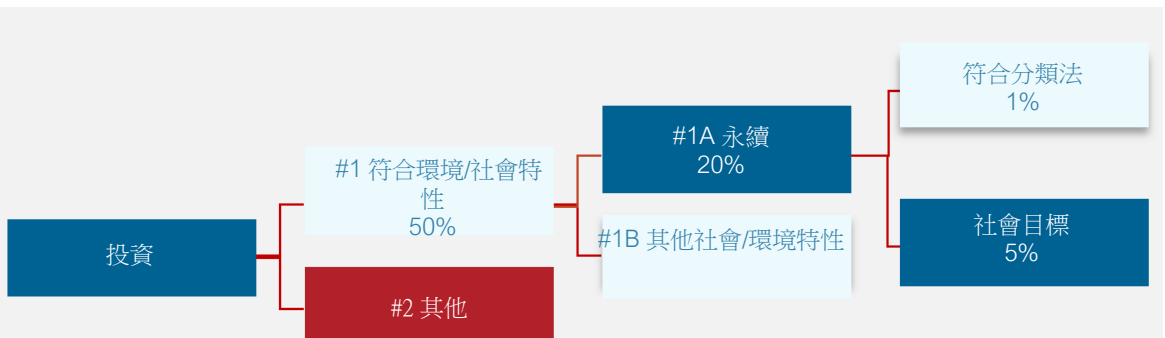 投資
#1 符合環境/社會特
性
50%
#2 其他
#1A 永續
20%
#1B 其他社會/環境特性
符合分類法
1%
社會目標
5%